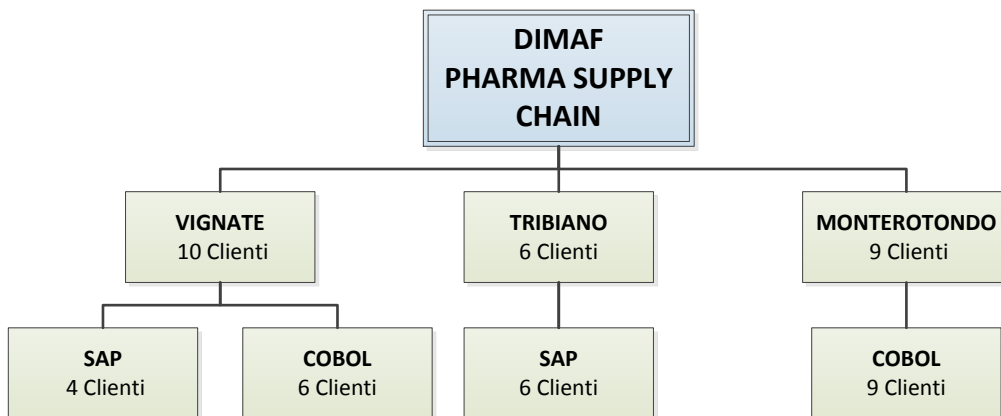 DIMAF
PHARMA SUPPLY
CHAIN
VIGNATE
10 Clienti
TRIBIANO
6 Clienti
MONTEROTONDO
9 Clienti
SAP
4 Clienti
COBOL
6 Clienti
SAP
6 Clienti
COBOL
9 Clienti